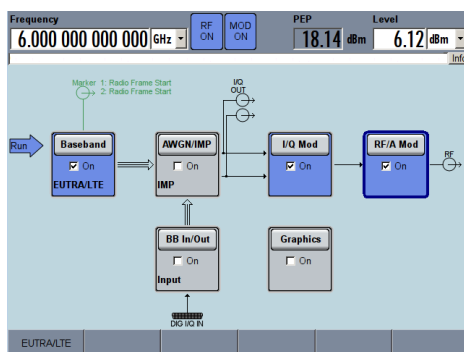 Frequency
6.000 000 000 000 GHz
RF ON
MOD ON
PEP
18.14 dBm
Level
6.12 dBm
Info
Marker 1: Radio Frame Start
2: Radio Frame Start
I/Q OUT
Run
Baseband
On
EUTRA/LTE
AWGN/IMP
On
IMP
I/Q Mod
On
RF/A Mod
On
RF
BB In/Out
On
Input
Graphics
On
DIG I/Q IN
EUTRA/LTE